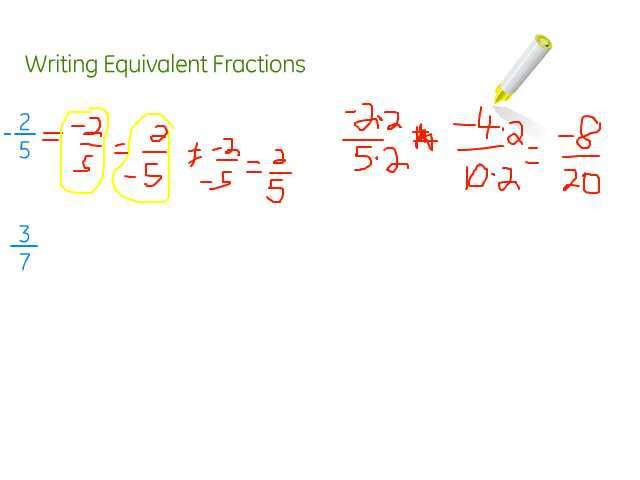 Writing Equivalent Fractions
-2/5 = -2/5 = 2/-5 ≠ -2/-5 = 2/5
-2·2/5·2 = -4·2/10·2 = -8/20
3/7